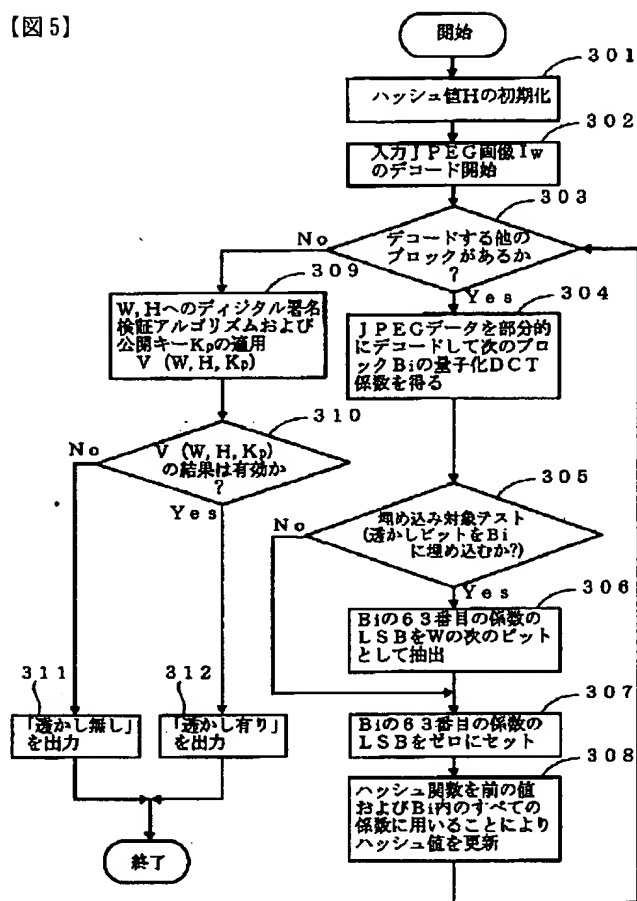 【図5】
開始
301
ハッシュ値Hの初期化
302
入力JPEG画像Iw
のデコード開始
303
デコードする他の
ブロックがあるか
?
No
Yes
309
W,Hへのディジタル署名
検証アルゴリズムおよび
公開キーKpの適用
V (W,H,Kp)
304
JPEGデータを部分的
にデコードして次のブロ
ックBiの量子化DCT
係数を得る
310
V (W,H,Kp)
の結果は有効か
?
No
Yes
305
埋め込み対象テスト
(透かしビットをBi
に埋め込むか?)
No
Yes
306
Biの63番目の係数の
LSBをWの次のビット
として抽出
311
「透かし無し」
を出力
312
「透かし有り」
を出力
307
Biの63番目の係数の
LSBをゼロにセット
308
ハッシュ関数を前の値
およびBi内のすべての
係数に用いることにより
ハッシュ値を更新
終了